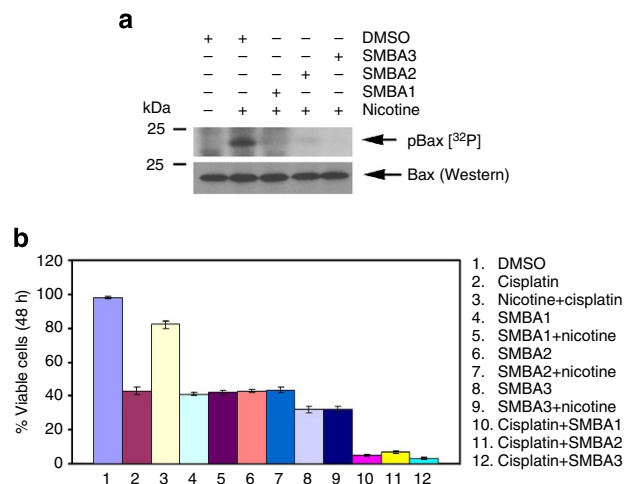 a
+ + − − − DMSO
− − − − + SMBA3
− − − + − SMBA2
− − + − − SMBA1
kDa − + + + + Nicotine
25
pBax [³²P]
25
Bax (Western)
b
% Viable cells (48 h)
120
100
80
60
40
20
0
1 2 3 4 5 6 7 8 9 10 11 12
1. DMSO
2. Cisplatin
3. Nicotine+cisplatin
4. SMBA1
5. SMBA1+nicotine
6. SMBA2
7. SMBA2+nicotine
8. SMBA3
9. SMBA3+nicotine
10. Cisplatin+SMBA1
11. Cisplatin+SMBA2
12. Cisplatin+SMBA3